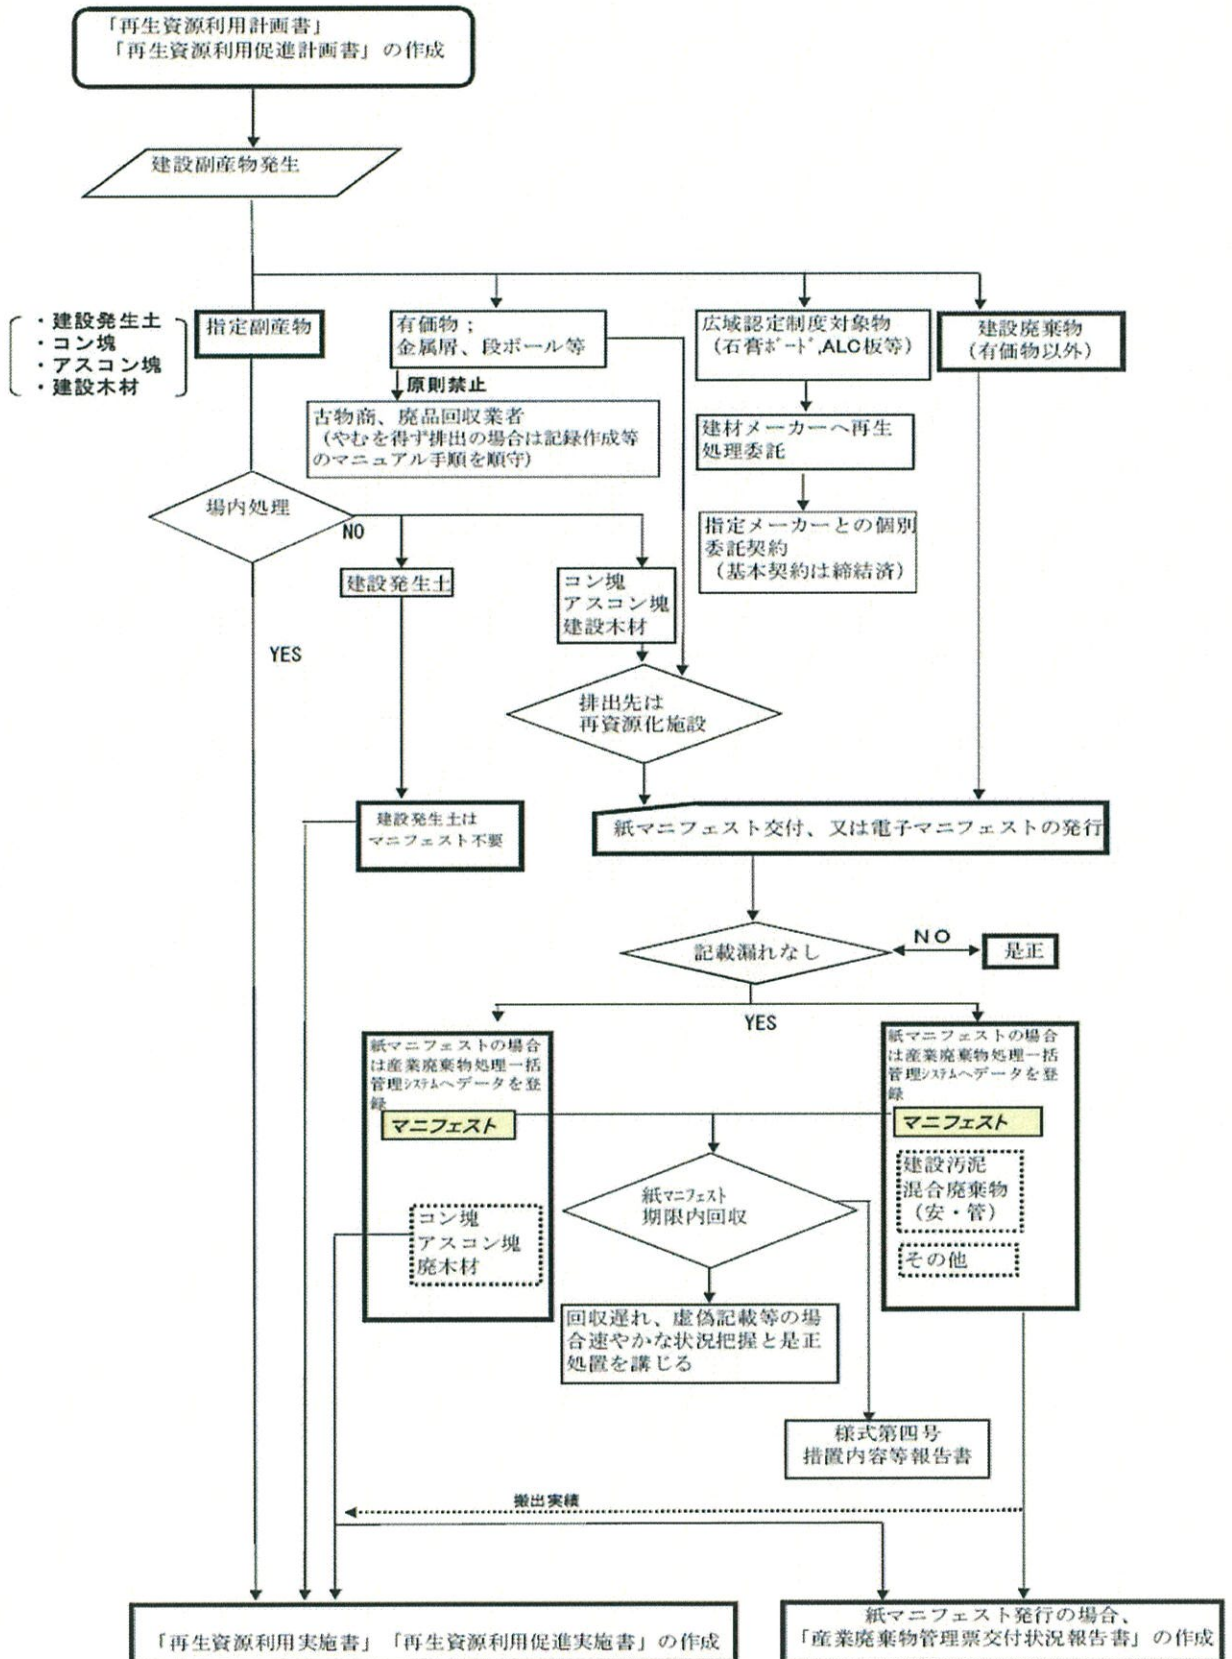 「再生資源利用計画書」
「再生資源利用促進計画書」の作成
建設副産物発生
・建設発生土
・コン塊
・アスコン塊
・建設木材
指定副産物
有価物；
金属層、段ボール等
広域認定制度対象物
（石膏ボード,ALC板等）
建設廃棄物
（有価物以外）
原則禁止
古物商、廃品回収業者
（やむを得ず排出の場合は記録作成等
のマニュアル手順を順守）
建材メーカーへ再生
処理委託
場内処理
NO
指定メーカーとの個別
委託契約
（基本契約は締結済）
建設発生土
コン塊
アスコン塊
建設木材
YES
排出先は
再資源化施設
建設発生土は
マニフェスト不要
紙マニフェスト交付、又は電子マニフェストの発行
記載漏れなし
NO
是正
YES
紙マニフェストの場合
は産業廃棄物処理一括
管理システムへデータを登
録
マニフェスト
コン塊
アスコン塊
廃木材
紙マニフェスト
期限内回収
紙マニフェストの場合
は産業廃棄物処理一括
管理システムへデータを登
録
マニフェスト
建設汚泥
混合廃棄物
（安・管）
その他
回収遅れ、虚偽記載等の場
合速やかな状況把握と是正
処置を講じる
様式第四号
措置内容等報告書
搬出実績
「再生資源利用実施書」「再生資源利用促進実施書」の作成
紙マニフェスト発行の場合、
「産業廃棄物管理票交付状況報告書」の作成